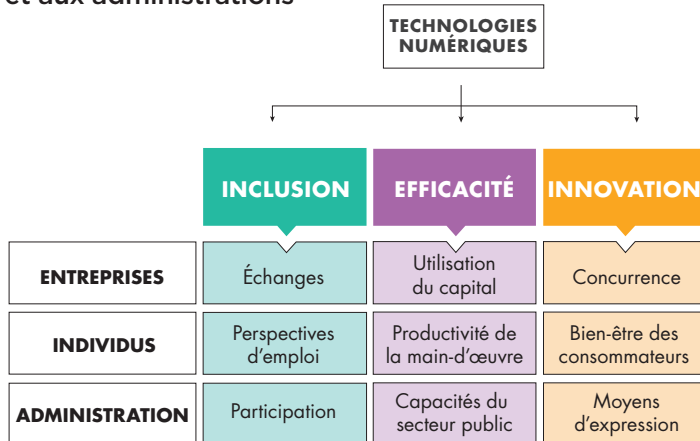 et aux administrations
TECHNOLOGIES
NUMÉRIQUES
INCLUSION
EFFICACITÉ
INNOVATION
ENTREPRISES
Échanges
Utilisation
du capital
Concurrence
INDIVIDUS
Perspectives
d'emploi
Productivité de
la main-d'œuvre
Bien-être des
consommateurs
ADMINISTRATION
Participation
Capacités du
secteur public
Moyens
d'expression